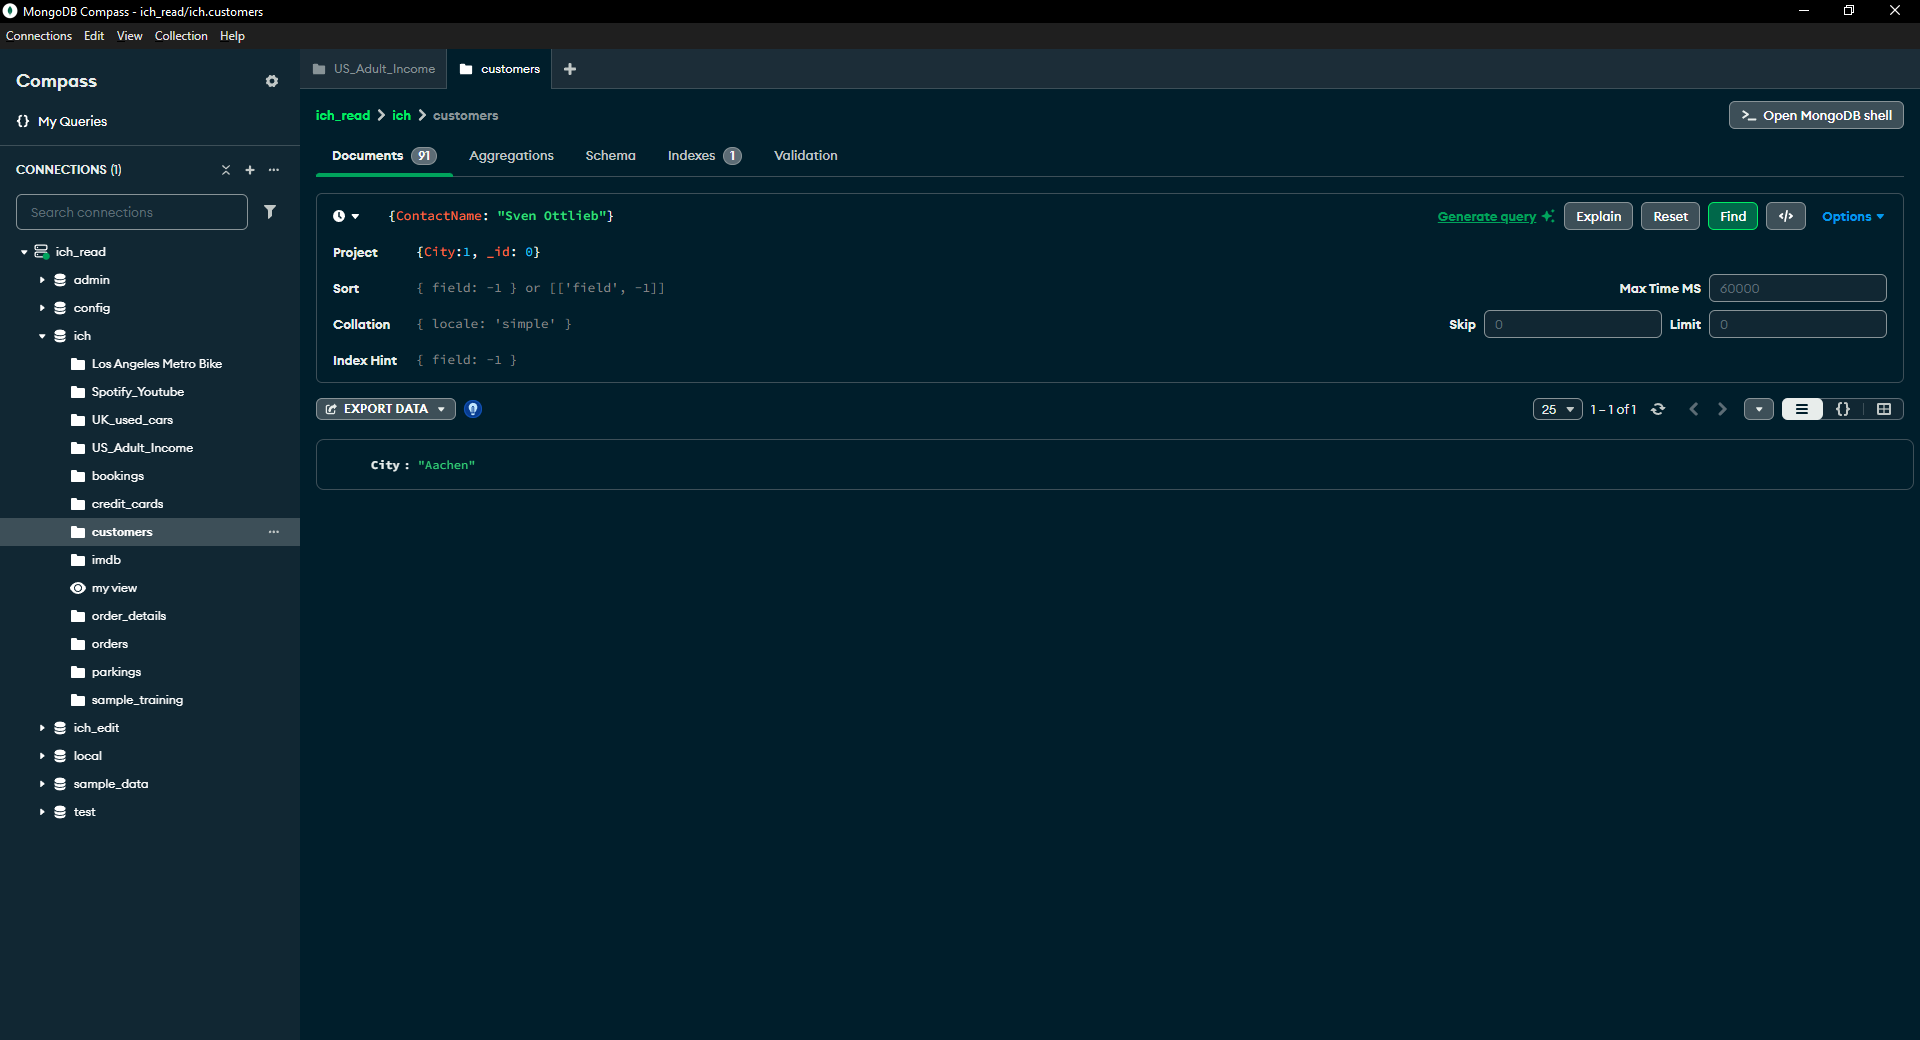 MongoDB Compass - ich_read/ich.customers
Connections Edit View Collection Help
Compass
{} My Queries
CONNECTIONS (1)
Search connections
ich_read
admin
config
ich
Los Angeles Metro Bike
Spotify_Youtube
UK_used_cars
US_Adult_Income
bookings
credit_cards
customers
imdb
my view
order_details
orders
parkings
sample_training
ich_edit
local
sample_data
test
US_Adult_Income customers
ich_read > ich > customers
>_ Open MongoDB shell
Documents 91 Aggregations Schema Indexes 1 Validation
{ContactName: "Sven Ottlieb"}
Generate query Explain Reset Find </> Options
Project {City:1, _id: 0}
Sort { field: -1 } or [['field', -1]]
Max Time MS 60000
Collation { locale: 'simple' }
Skip 0 Limit 0
Index Hint { field: -1 }
EXPORT DATA
25 1 – 1 of 1 {}
City : "Aachen"